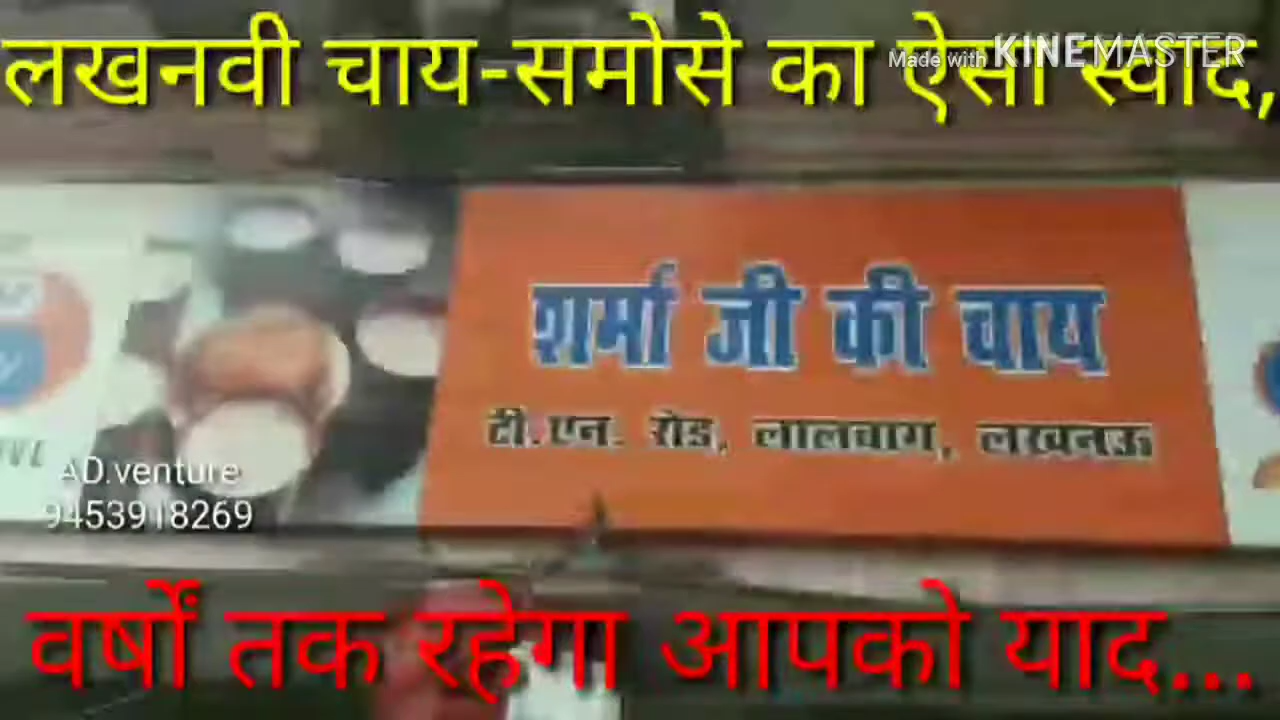 लखनवी चाय-समोसे का ऐसा स्वाद,
Made with KINEMASTER
शर्मा जी की चाय
टी.एन. रोड, लालबाग, लखनऊ
AD.venture
9453918269
वर्षों तक रहेगा आपको याद...